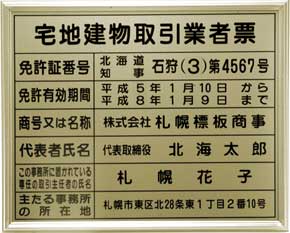 宅地建物取引業者票
免許証番号 北海道知事 石狩(3)第4567号
免許有効期間 平成5年1月10日から
平成8年1月9日まで
商号又は名称 株式会社 札幌標板商事
代表者氏名 代表取締役 北海太郎
この事務所に置かれている
専任の取引主任者の氏名 札幌花子
主たる事務所
の所在地 札幌市東区北28条東1丁目2番10号